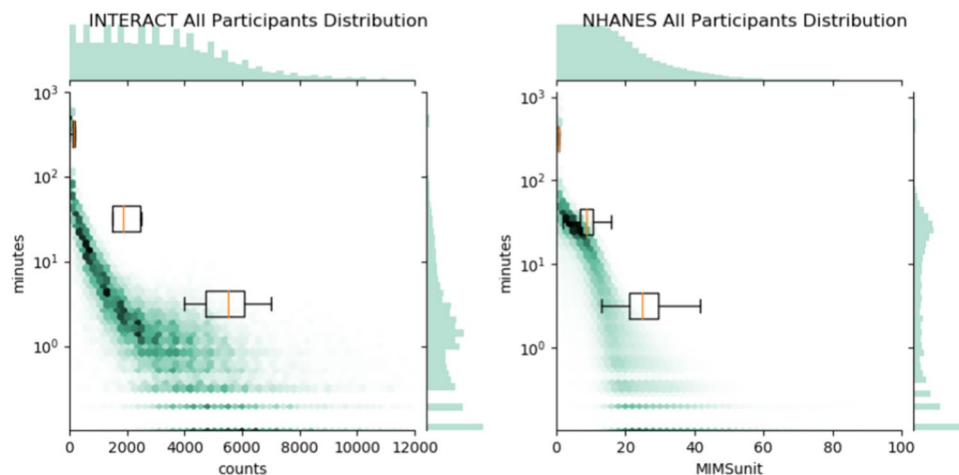 INTERACT All Participants Distribution
NHANES All Participants Distribution
10³
10²
10¹
10⁰
minutes
0 2000 4000 6000 8000 10000 12000
counts
10³
10²
10¹
10⁰
minutes
0 20 40 60 80 100
MIMSunit